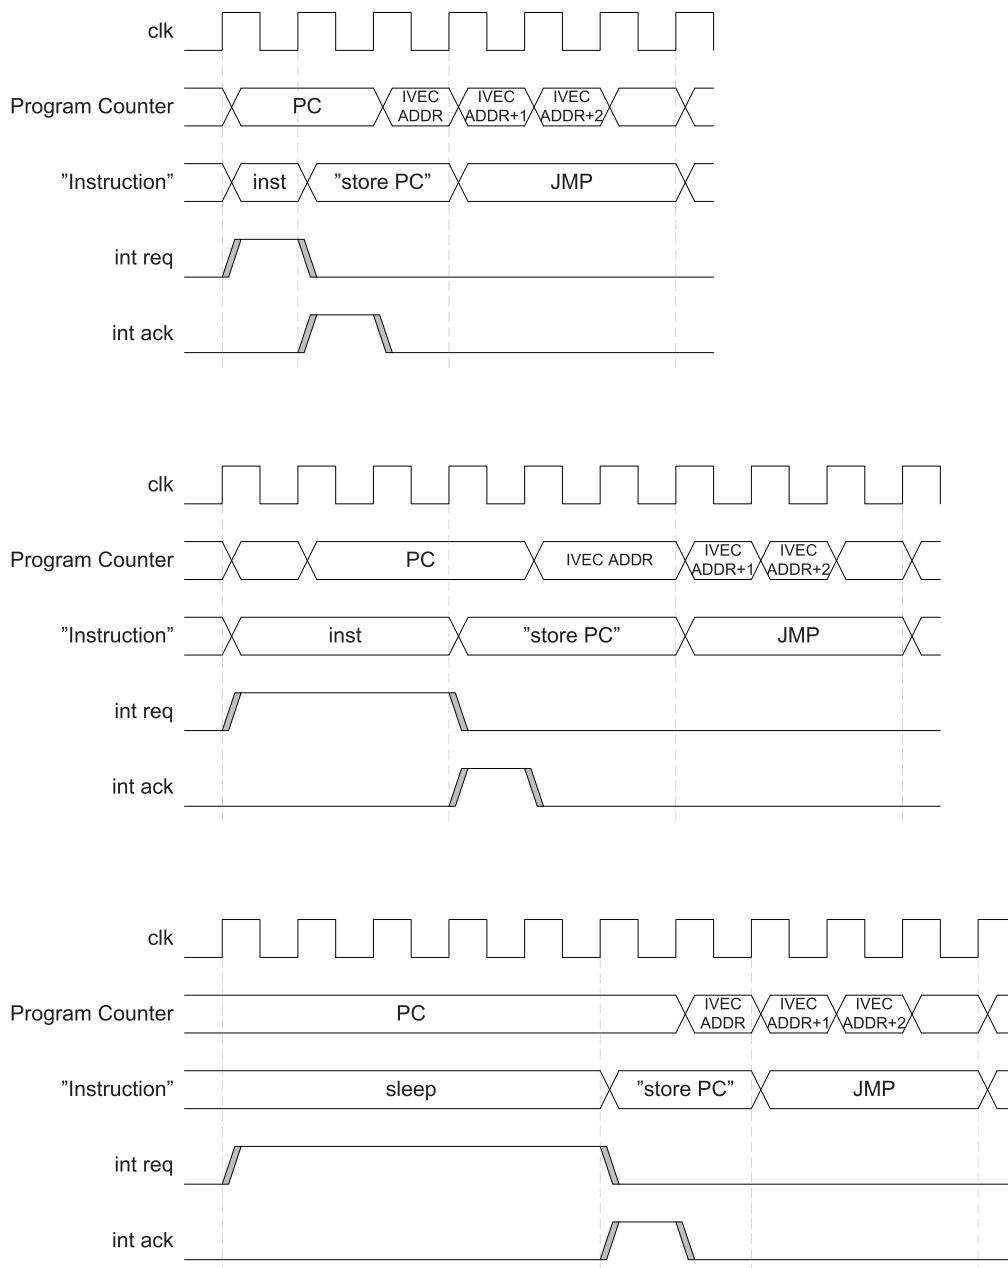 clk
Program Counter
PC
IVEC
ADDR
IVEC
ADDR+1
IVEC
ADDR+2
”Instruction”
inst
”store PC”
JMP
int req
int ack
clk
Program Counter
PC
IVEC ADDR
IVEC
ADDR+1
IVEC
ADDR+2
”Instruction”
inst
”store PC”
JMP
int req
int ack
clk
Program Counter
PC
IVEC
ADDR
IVEC
ADDR+1
IVEC
ADDR+2
”Instruction”
sleep
”store PC”
JMP
int req
int ack